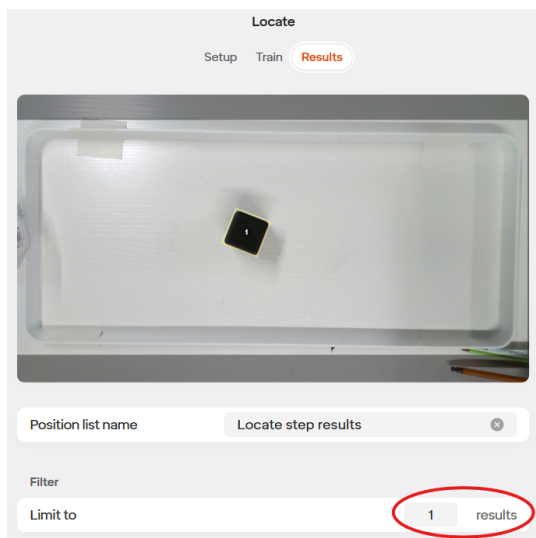 Locate
Setup Train Results
1
Position list name Locate step results
Filter
Limit to 1 results